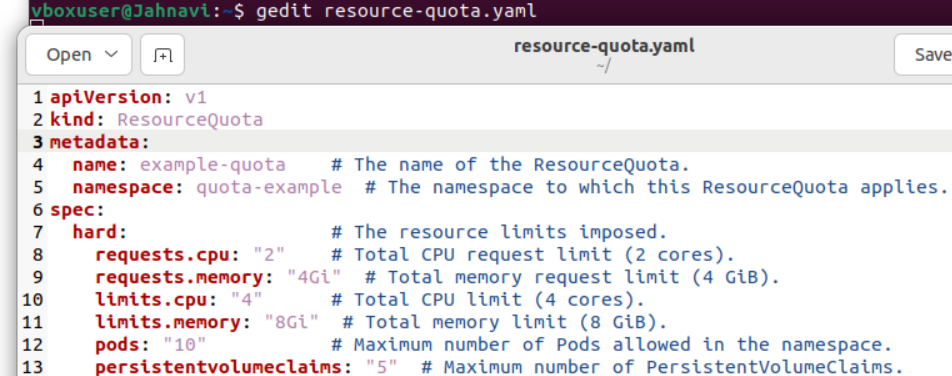 vboxuser@Jahnavi:~$ gedit resource-quota.yaml
Open
resource-quota.yaml
~/
Save
1 apiVersion: v1
2 kind: ResourceQuota
3 metadata:
4   name: example-quota    # The name of the ResourceQuota.
5   namespace: quota-example  # The namespace to which this ResourceQuota applies.
6 spec:
7   hard:                  # The resource limits imposed.
8     requests.cpu: "2"    # Total CPU request limit (2 cores).
9     requests.memory: "4Gi"  # Total memory request limit (4 GiB).
10     limits.cpu: "4"      # Total CPU limit (4 cores).
11     limits.memory: "8Gi"  # Total memory limit (8 GiB).
12     pods: "10"           # Maximum number of Pods allowed in the namespace.
13     persistentvolumeclaims: "5"  # Maximum number of PersistentVolumeClaims.